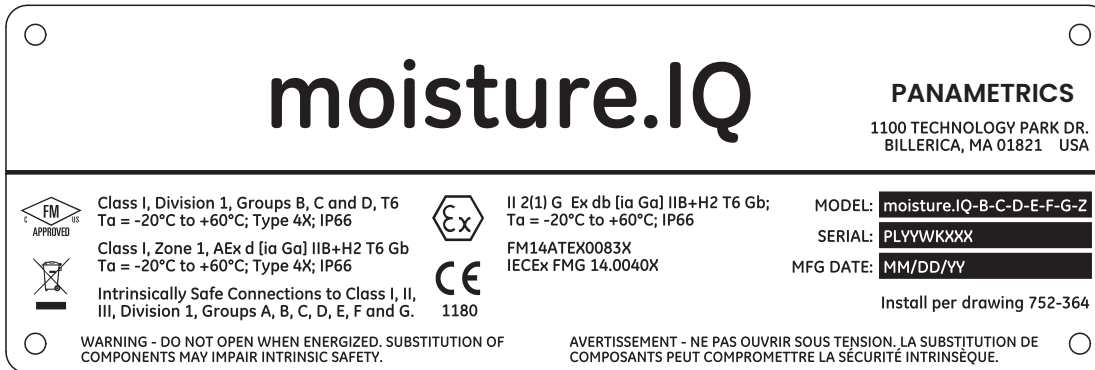 moisture.IQ
PANAMETRICS
1100 TECHNOLOGY PARK DR.
BILLERICA, MA 01821 USA
C FM US
APPROVED
Class I, Division 1, Groups B, C and D, T6
Ta = -20°C to +60°C; Type 4X; IP66
Class I, Zone 1, AEx d [ia Ga] IIB+H2 T6 Gb
Ta = -20°C to +60°C; Type 4X; IP66
Intrinsically Safe Connections to Class I, II,
III, Division 1, Groups A, B, C, D, E, F and G.
Ex
CE
1180
II 2(1) G Ex db [ia Ga] IIB+H2 T6 Gb;
Ta = -20°C to +60°C; IP66
FM14ATEX0083X
IECEx FMG 14.0040X
MODEL: moisture.IQ-B-C-D-E-F-G-Z
SERIAL: PLYYWKXXX
MFG DATE: MM/DD/YY
Install per drawing 752-364
WARNING - DO NOT OPEN WHEN ENERGIZED. SUBSTITUTION OF
COMPONENTS MAY IMPAIR INTRINSIC SAFETY.
AVERTISSEMENT - NE PAS OUVRIR SOUS TENSION. LA SUBSTITUTION DE
COMPOSANTS PEUT COMPROMETTRE LA SÉCURITÉ INTRINSÈQUE.